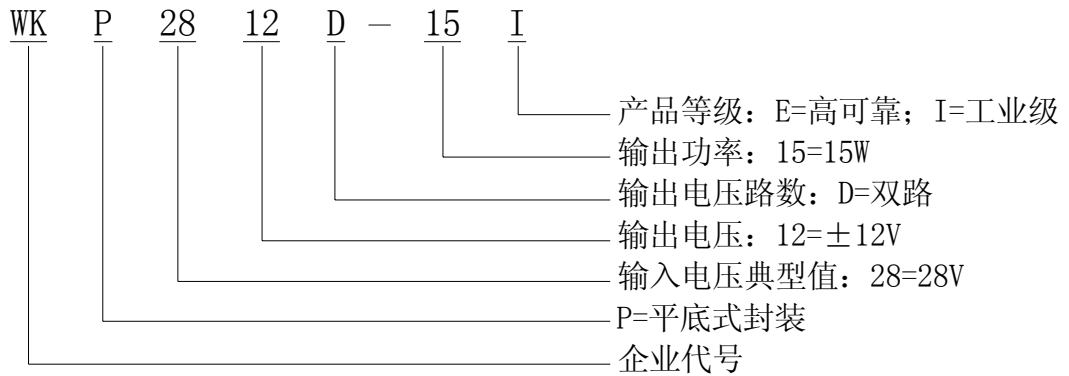 WK P 28 12 D — 15 I
产品等级：E=高可靠；I=工业级
输出功率：15=15W
输出电压路数：D=双路
输出电压：12=±12V
输入电压典型值：28=28V
P=平底式封装
企业代号